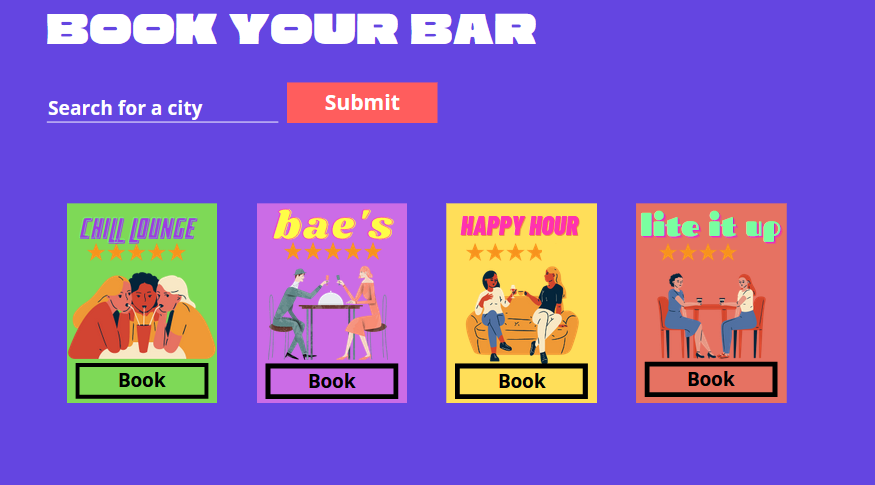 BOOK YOUR BAR
Search for a city
Submit
CHILL LOUNGE
bae's
HAPPY HOUR
lite it up
Book
Book
Book
Book